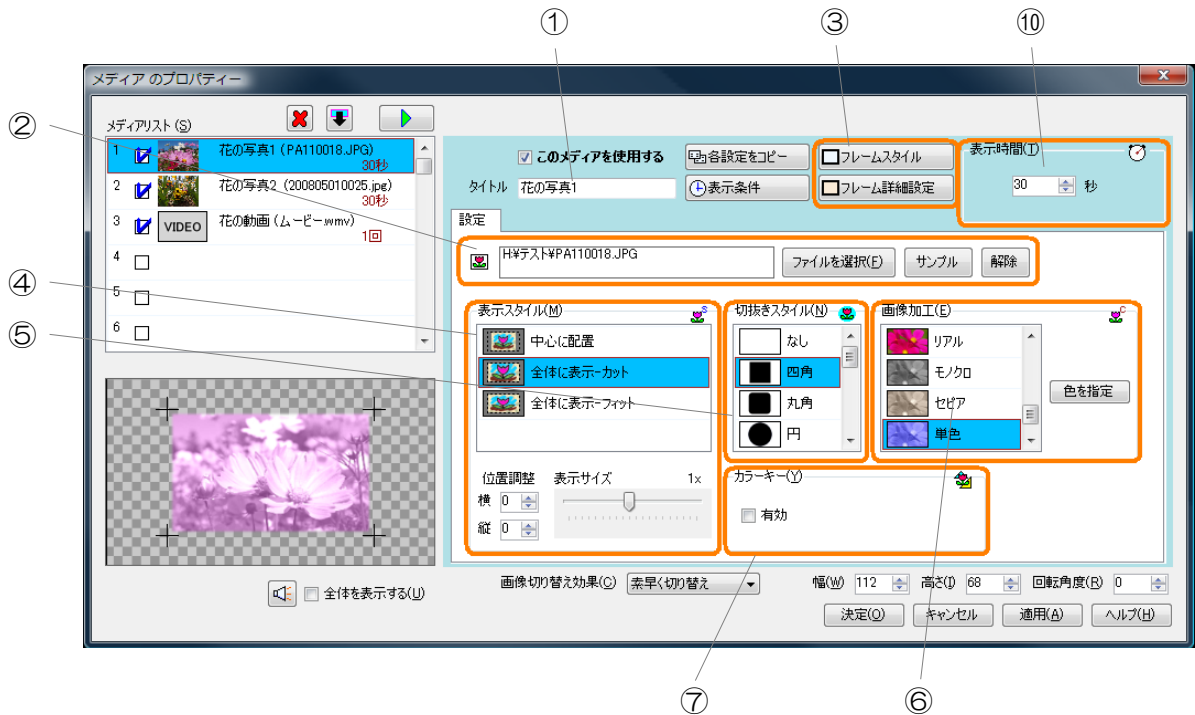 ① ③ ⑩
メディア のプロパティー
②
メディアリスト (S)
1 花の写真1 (PA110018.JPG)
30秒
2 花の写真2 (200805010025.jpg)
30秒
3 VIDEO 花の動画 (ムービー.wmv)
1回
4
5
6
このメディアを使用する
各設定をコピー
フレームスタイル
タイトル 花の写真1
表示条件
フレーム詳細設定
表示時間(T)
30 秒
設定
H¥テスト¥PA110018.JPG
ファイルを選択(F)
サンプル
解除
④
⑤
表示スタイル(M)
中心に配置
全体に表示-カット
全体に表示-フィット
切抜きスタイル(N)
なし
四角
丸角
円
画像加工(E)
リアル
モノクロ
セピア
単色
色を指定
位置調整 表示サイズ 1x
横 0
縦 0
カラーキー(Y)
有効
全体を表示する(U)
画像切り替え効果(C) 素早く切り替え
幅(W) 112 高さ(I) 68 回転角度(R) 0
決定(O) キャンセル 適用(A) ヘルプ(H)
⑦ ⑥